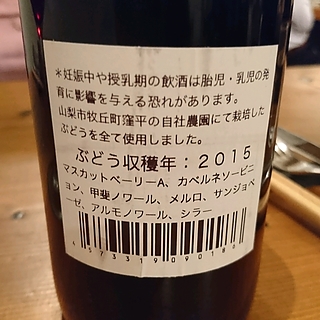 ＊妊娠中や授乳期の飲酒は胎児・乳児の発
育に影響を与える恐れがあります。
山梨市牧丘町窪平の自社農園にて栽培した
ぶどうを全て使用しました。
ぶどう収穫年：2015
マスカットベーリーA、カベルネソービニ
ョン、甲斐ノワール、メルロ、サンジョベ
ーゼ、アルモノワール、シラー
4573319090180